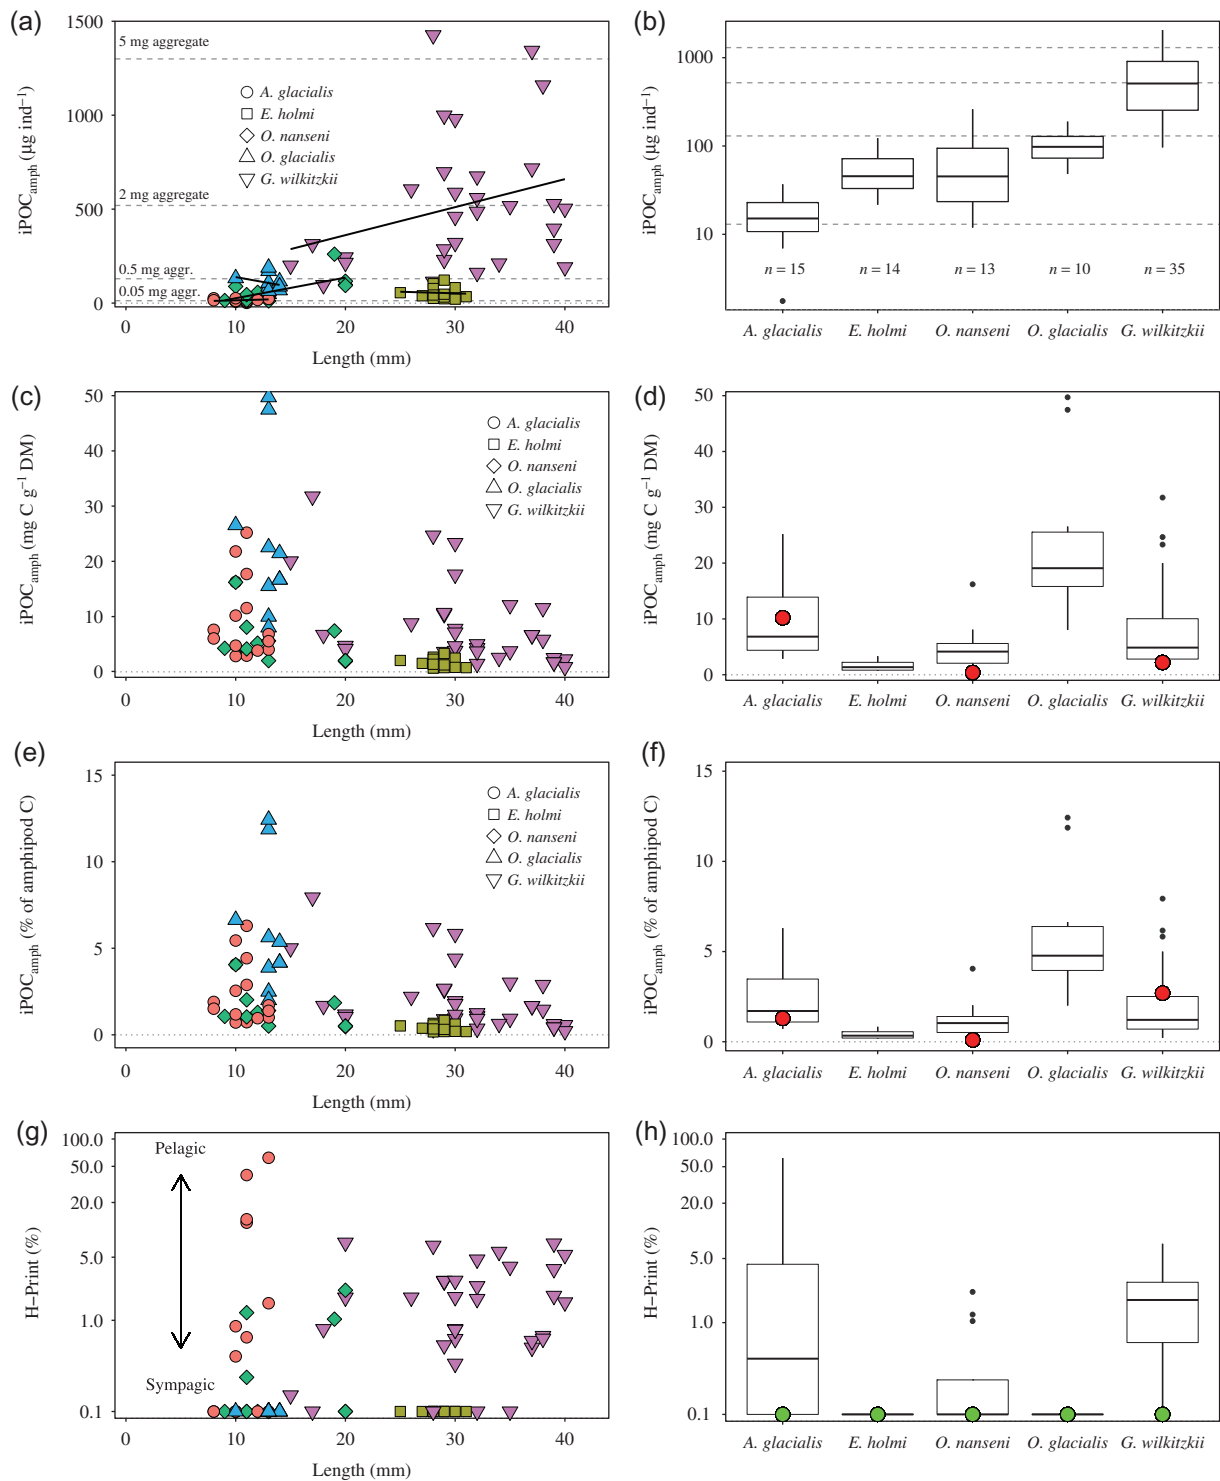 (a)
1500
1000
500
0
iPOCamph (µg ind−1)
5 mg aggregate
2 mg aggregate
0.5 mg aggr.
0.05 mg aggr.
A. glacialis
E. holmi
O. nanseni
O. glacialis
G. wilkitzkii
0 10 20 30 40
Length (mm)
(b)
1000
100
10
iPOCamph (µg ind−1)
n = 15 n = 14 n = 13 n = 10 n = 35
A. glacialis E. holmi O. nanseni O. glacialis G. wilkitzkii
(c)
50
40
30
20
10
0
iPOCamph (mg C g−1 DM)
A. glacialis
E. holmi
O. nanseni
O. glacialis
G. wilkitzkii
0 10 20 30 40
Length (mm)
(d)
50
40
30
20
10
0
iPOCamph (mg C g−1 DM)
A. glacialis E. holmi O. nanseni O. glacialis G. wilkitzkii
(e)
15
10
5
0
iPOCamph (% of amphipod C)
A. glacialis
E. holmi
O. nanseni
O. glacialis
G. wilkitzkii
0 10 20 30 40
Length (mm)
(f)
15
10
5
0
iPOCamph (% of amphipod C)
A. glacialis E. holmi O. nanseni O. glacialis G. wilkitzkii
(g)
100.0
50.0
20.0
5.0
1.0
0.1
H−Print (%)
Pelagic
Sympagic
0 10 20 30 40
Length (mm)
(h)
100.0
50.0
20.0
5.0
1.0
0.1
H−Print (%)
A. glacialis E. holmi O. nanseni O. glacialis G. wilkitzkii